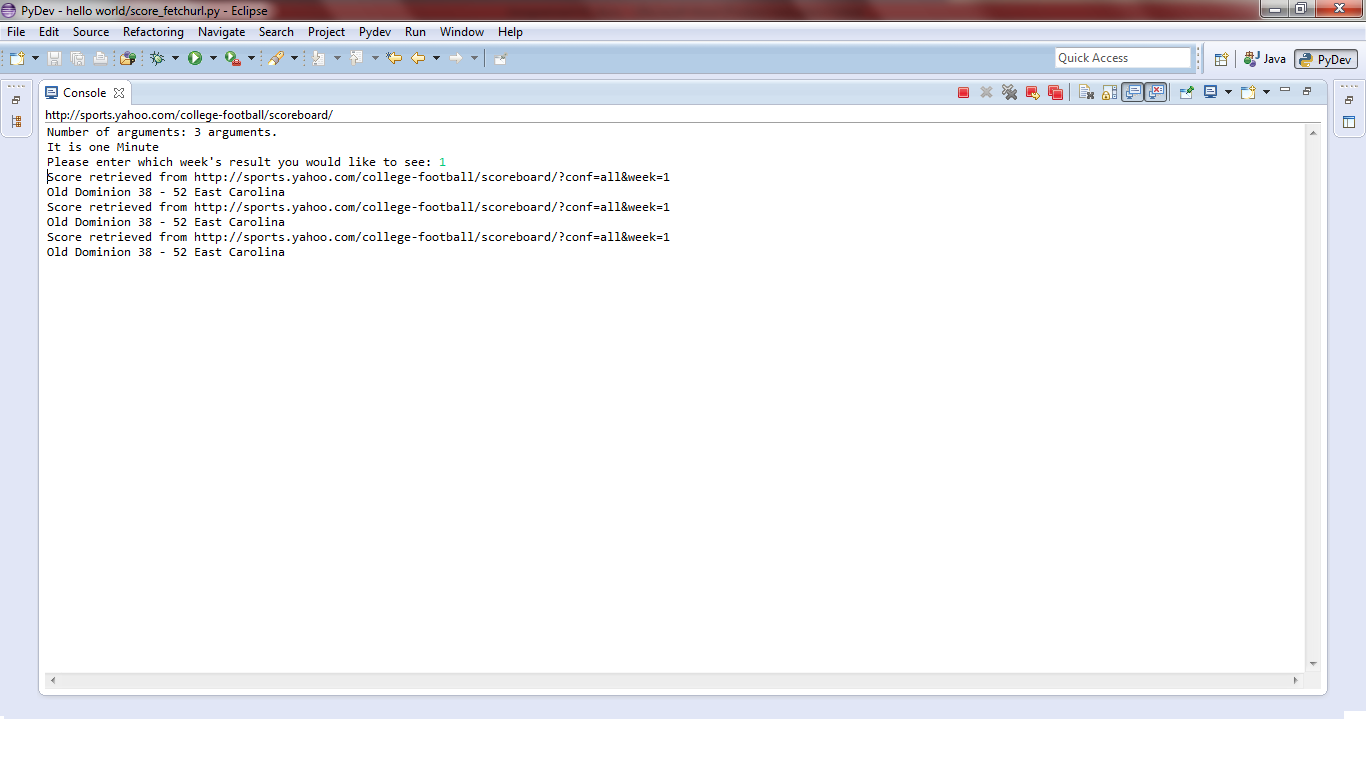 PyDev - hello world/score_fetchurl.py - Eclipse
File Edit Source Refactoring Navigate Search Project Pydev Run Window Help
Quick Access Java PyDev
Console
http://sports.yahoo.com/college-football/scoreboard/
Number of arguments: 3 arguments.
It is one Minute
Please enter which week's result you would like to see: 1
Score retrieved from http://sports.yahoo.com/college-football/scoreboard/?conf=all&week=1
Old Dominion 38 - 52 East Carolina
Score retrieved from http://sports.yahoo.com/college-football/scoreboard/?conf=all&week=1
Old Dominion 38 - 52 East Carolina
Score retrieved from http://sports.yahoo.com/college-football/scoreboard/?conf=all&week=1
Old Dominion 38 - 52 East Carolina